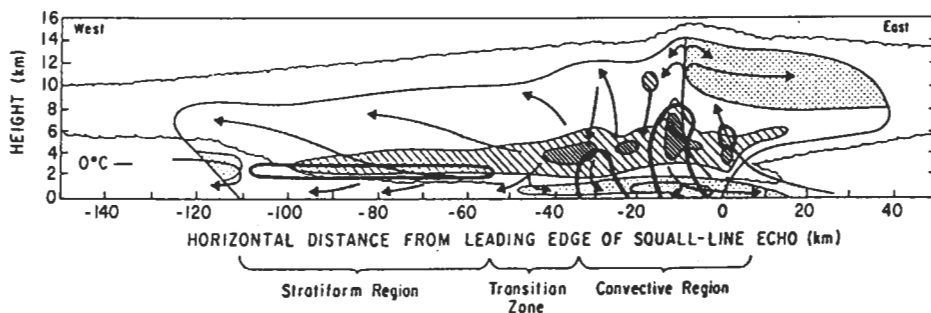 16
West
East
14
12
10
8
6
0°C
4
2
0
HEIGHT (km)
-140 -120 -100 -80 -60 -40 -20 0 20 40
HORIZONTAL DISTANCE FROM LEADING EDGE OF SQUALL-LINE ECHO (km)
Stratiform Region
Transition
Zone
Convective Region